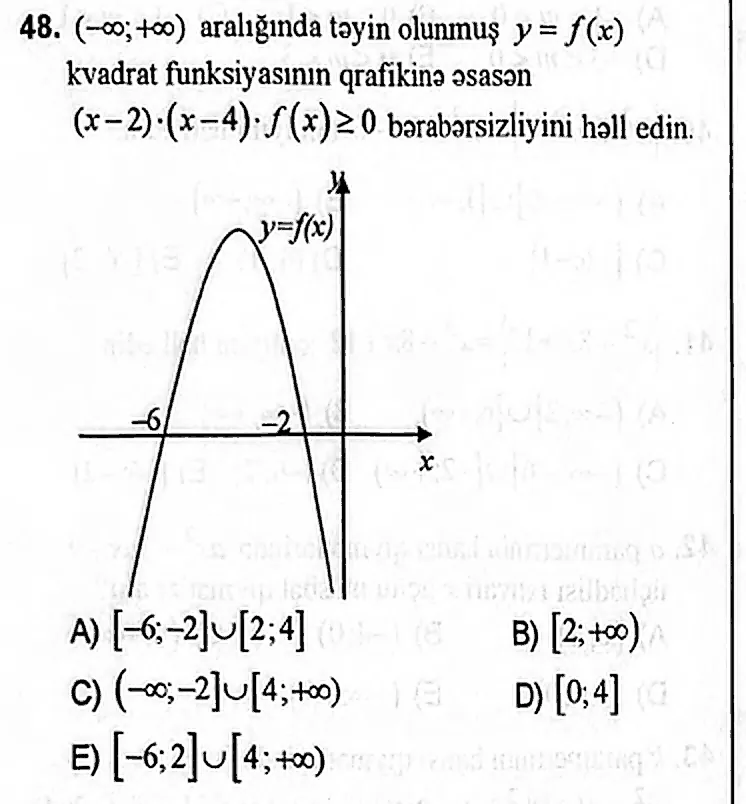 48. (−∞; +∞) aralığında təyin olunmuş y = f(x)
kvadrat funksiyasının qrafikinə əsasən
(x−2)·(x−4)·f(x) ≥ 0 bərabərsizliyini həll edin.
y
y=f(x)
−6 −2
x
A) [−6;−2]∪[2;4] B) [2;+∞)
C) (−∞;−2]∪[4;+∞) D) [0;4]
E) [−6;2]∪[4;+∞)